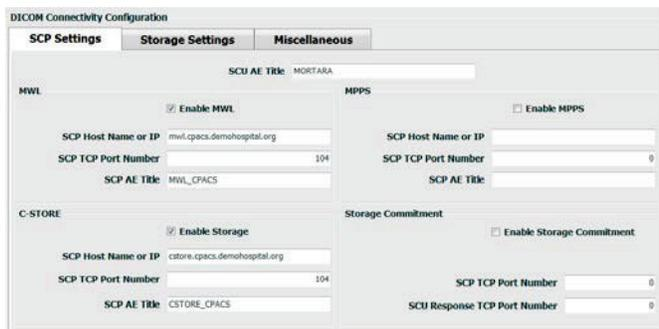 DICOM Connectivity Configuration
SCP Settings
Storage Settings
Miscellaneous
SCU AE Title MORTARA
MWL
Enable MWL
SCP Host Name or IP mwl.cpacs.demohospital.org
SCP TCP Port Number 104
SCP AE Title MWL_CPACS
MPPS
Enable MPPS
SCP Host Name or IP
SCP TCP Port Number 0
SCP AE Title
C-STORE
Enable Storage
SCP Host Name or IP cstore.cpacs.demohospital.org
SCP TCP Port Number 104
SCP AE Title CSTORE_CPACS
Storage Commitment
Enable Storage Commitment
SCP TCP Port Number 0
SCU Response TCP Port Number 0